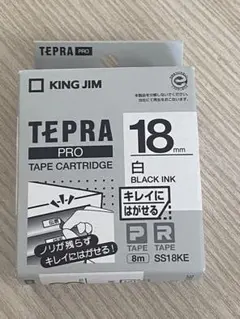 TEPRA PRO
KING JIM
TEPRA
PRO
TAPE CARTRIDGE
18mm
白
BLACK INK
キレイに
はがせる!
ノリが残らず
キレイにはがせる!
P R
TAPE TAPE
8m SS18KE